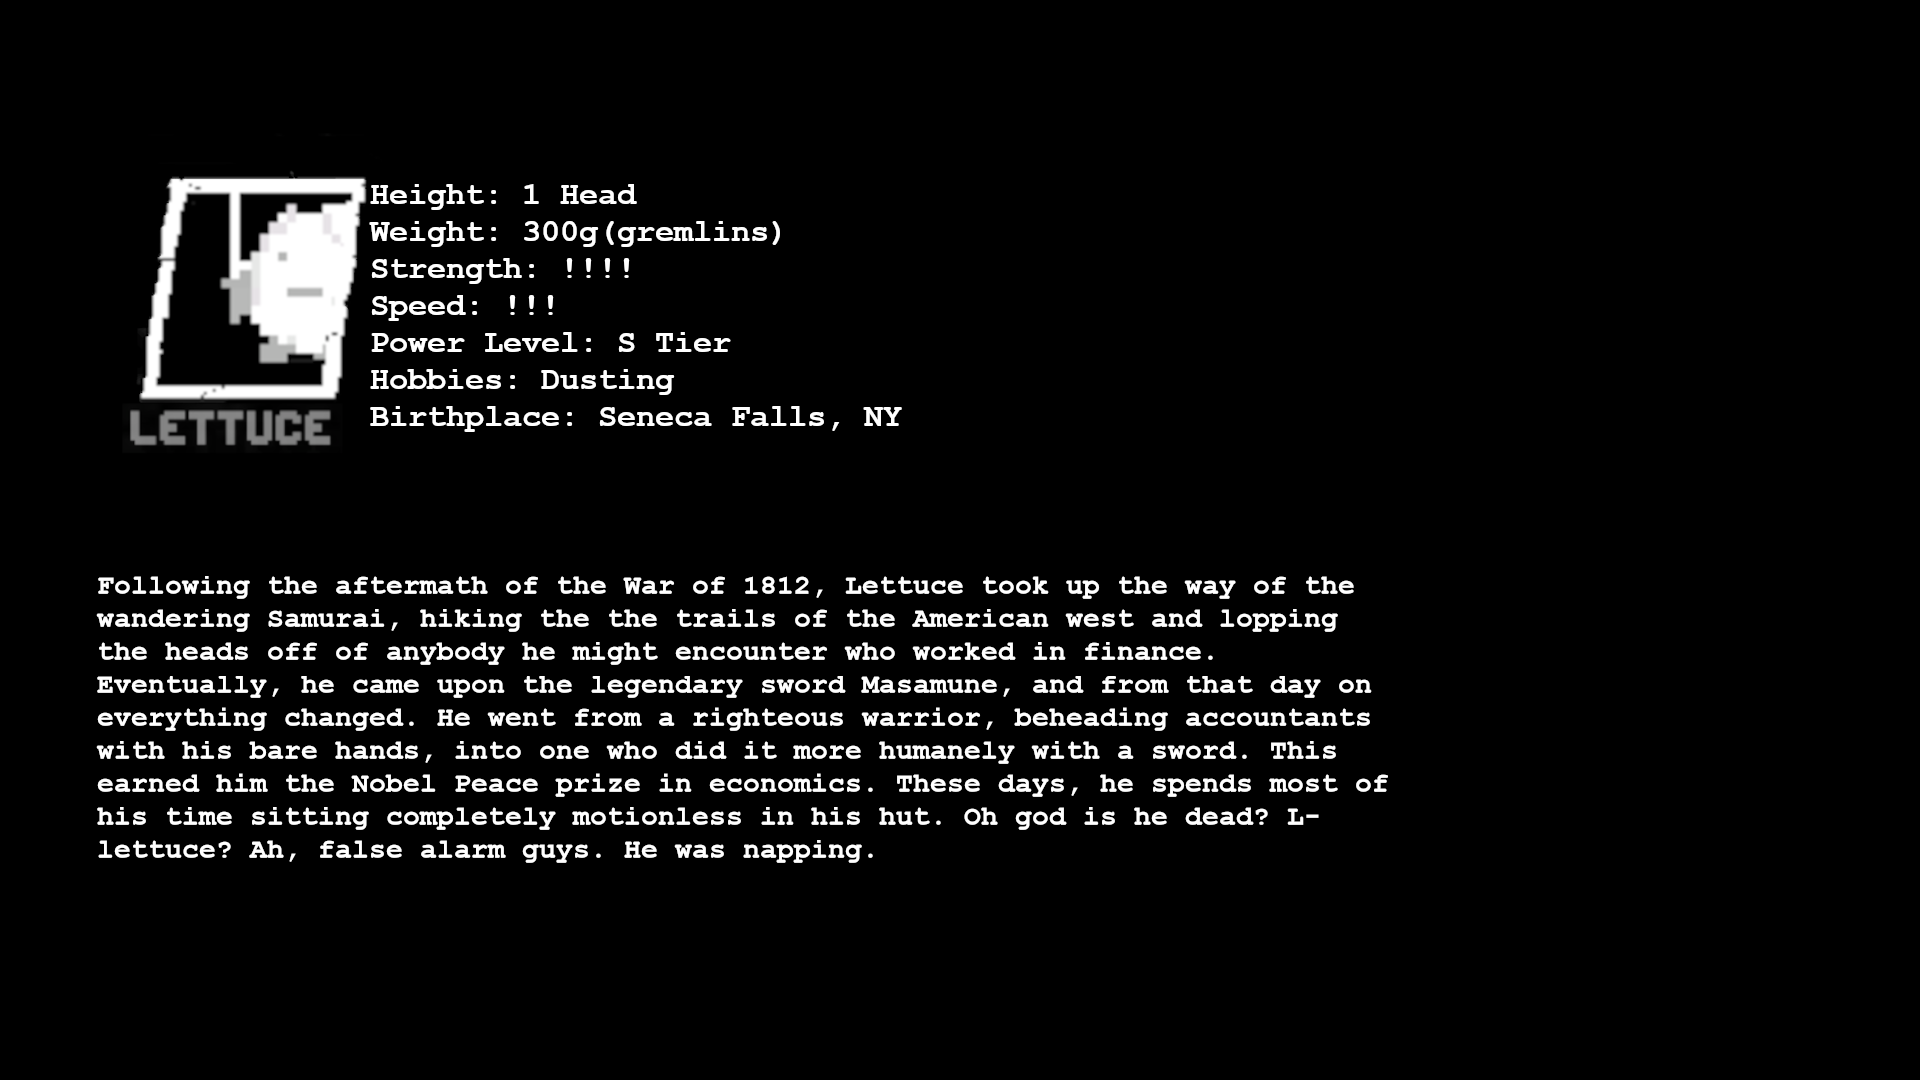 Height: 1 Head
Weight: 300g(gremlins)
Strength: !!!!
Speed: !!!
Power Level: S Tier
Hobbies: Dusting
Birthplace: Seneca Falls, NY
LETTUCE
Following the aftermath of the War of 1812, Lettuce took up the way of the
wandering Samurai, hiking the the trails of the American west and lopping
the heads off of anybody he might encounter who worked in finance.
Eventually, he came upon the legendary sword Masamune, and from that day on
everything changed. He went from a righteous warrior, beheading accountants
with his bare hands, into one who did it more humanely with a sword. This
earned him the Nobel Peace prize in economics. These days, he spends most of
his time sitting completely motionless in his hut. Oh god is he dead? L-
lettuce? Ah, false alarm guys. He was napping.